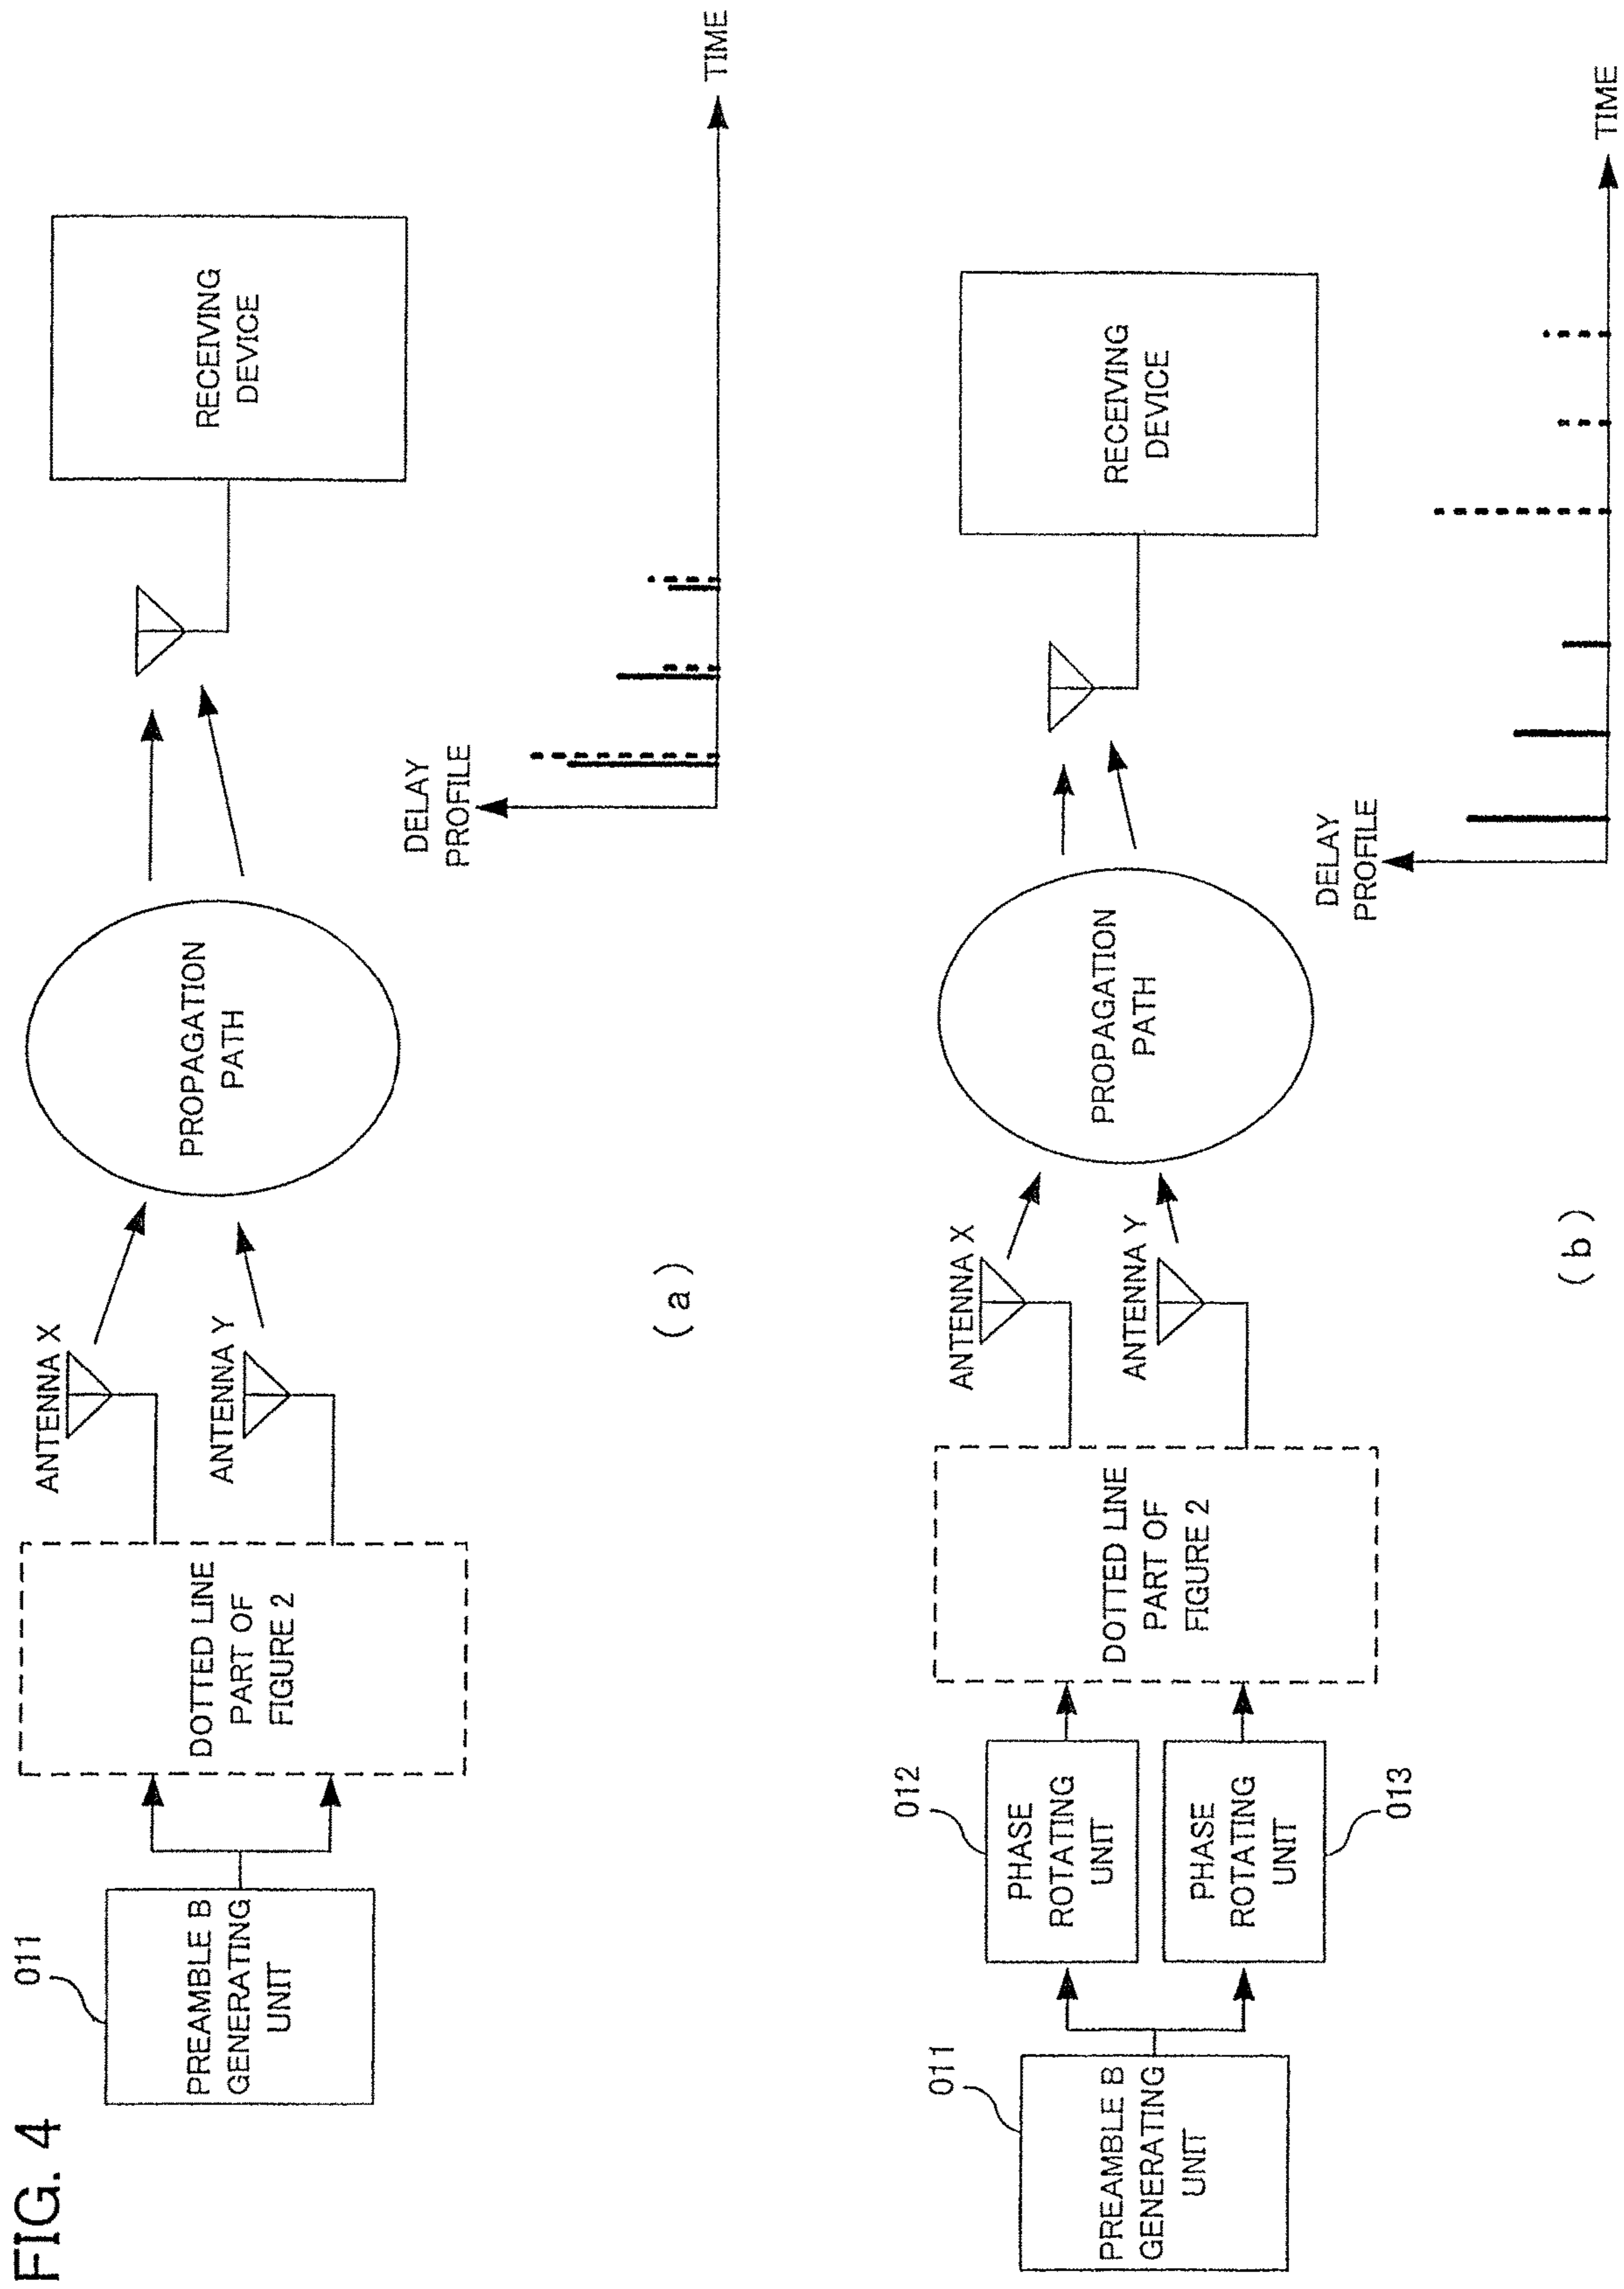 FIG. 4
011
PREAMBLE B
GENERATING
UNIT
DOTTED LINE
PART OF
FIGURE 2
ANTENNA X
ANTENNA Y
PROPAGATION
PATH
RECEIVING
DEVICE
DELAY
PROFILE
TIME
(a)
011
PREAMBLE B
GENERATING
UNIT
012
PHASE
ROTATING
UNIT
PHASE
ROTATING
UNIT
013
DOTTED LINE
PART OF
FIGURE 2
ANTENNA X
ANTENNA Y
PROPAGATION
PATH
RECEIVING
DEVICE
DELAY
PROFILE
TIME
(b)